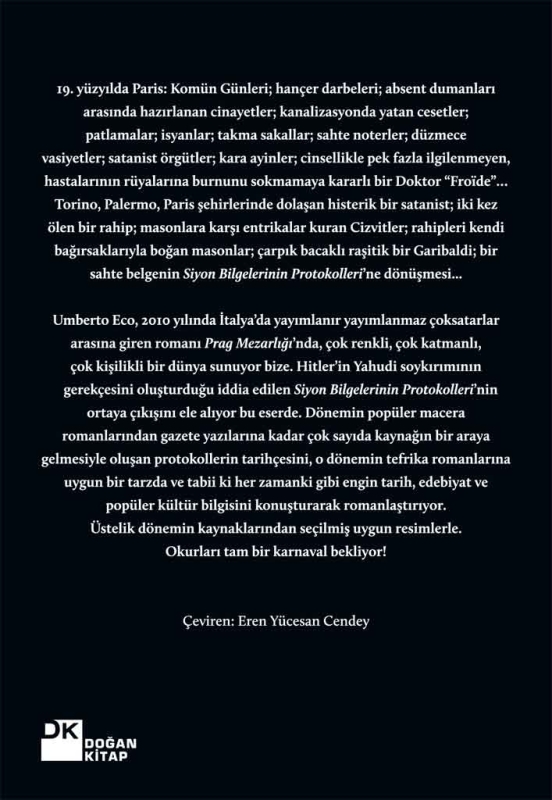 19. yüzyılda Paris: Komün Günleri; hançer darbeleri; absent dumanları
arasında hazırlanan cinayetler; kanalizasyonda yatan cesetler;
patlamalar; isyanlar; takma sakallar; sahte noterler; düzmece
vasiyetler; satanist örgütler; kara ayinler; cinsellikle pek fazla ilgilenmeyen,
hastalarının rüyalarına burnunu sokmamaya kararlı bir Doktor “Froïde”...
Torino, Palermo, Paris şehirlerinde dolaşan histerik bir satanist; iki kez
ölen bir rahip; masonlara karşı entrikalar kuran Cizvitler; rahipleri kendi
bağırsaklarıyla boğan masonlar; çarpık bacaklı raşitik bir Garibaldi; bir
sahte belgenin Siyon Bilgelerinin Protokolleri’ne dönüşmesi...
Umberto Eco, 2010 yılında İtalya’da yayımlanır yayımlanmaz çoksatarlar
arasına giren romanı Prag Mezarlığı’nda, çok renkli, çok katmanlı,
çok kişilikli bir dünya sunuyor bize. Hitler’in Yahudi soykırımının
gerekçesini oluşturduğu iddia edilen Siyon Bilgelerinin Protokolleri’nin
ortaya çıkışını ele alıyor bu eserde. Dönemin popüler macera
romanlarından gazete yazılarına kadar çok sayıda kaynağın bir araya
gelmesiyle oluşan protokollerin tarihçesini, o dönemin tefrika romanlarına
uygun bir tarzda ve tabii ki her zamanki gibi engin tarih, edebiyat ve
popüler kültür bilgisini konuşturarak romanlaştırıyor.
Üstelik dönemin kaynaklarından seçilmiş uygun resimlerle.
Okurları tam bir karnaval bekliyor!
Çeviren: Eren Yücesan Cendey
DK
DOĞAN
KİTAP